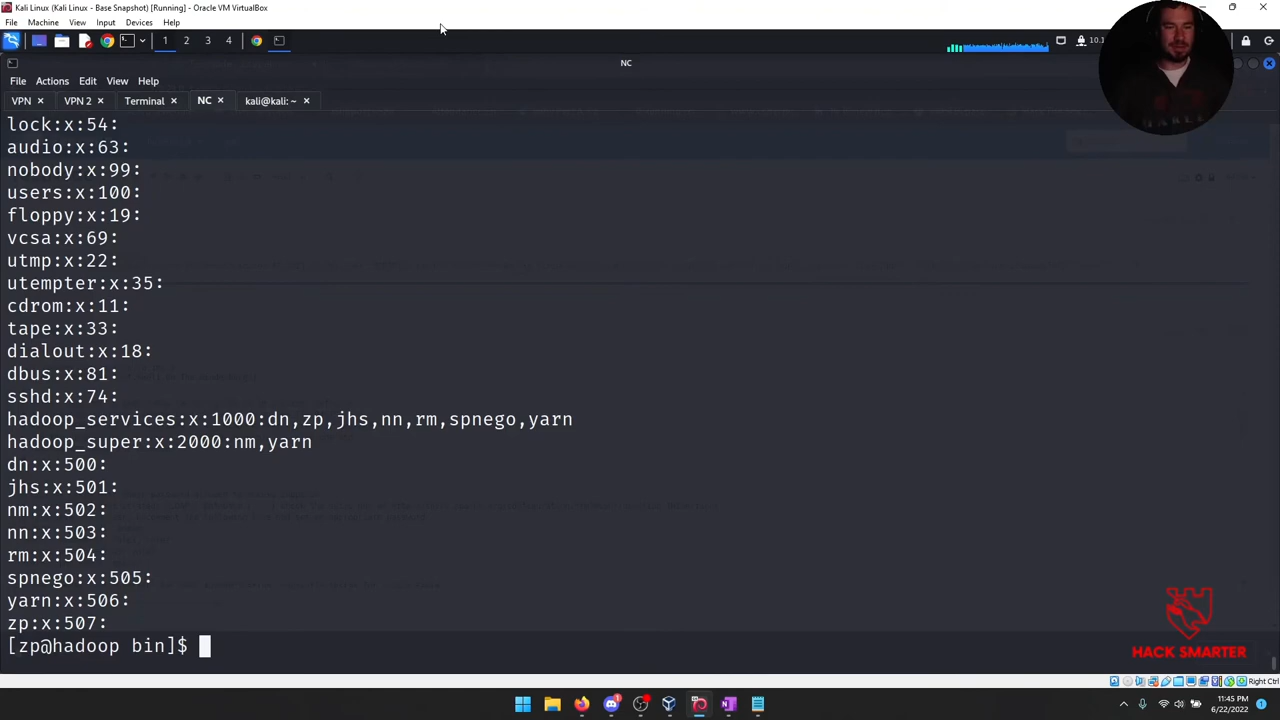 Kali Linux (Kali Linux - Base Snapshot) [Running] - Oracle VM VirtualBox
File Machine View Input Devices Help
1 2 3 4
10.1
NC
File Actions Edit View Help
VPN VPN 2 Terminal NC kali@kali: ~
lock:x:54:
audio:x:63:
nobody:x:99:
users:x:100:
floppy:x:19:
vcsa:x:69:
utmp:x:22:
utempter:x:35:
cdrom:x:11:
tape:x:33:
dialout:x:18:
dbus:x:81:
sshd:x:74:
hadoop_services:x:1000:dn,zp,jhs,nn,rm,spnego,yarn
hadoop_super:x:2000:nm,yarn
dn:x:500:
jhs:x:501:
nm:x:502:
nn:x:503:
rm:x:504:
spnego:x:505:
yarn:x:506:
zp:x:507:
[zp@hadoop bin]$
HACK SMARTER
Right Ctrl
11:45 PM
6/22/2022